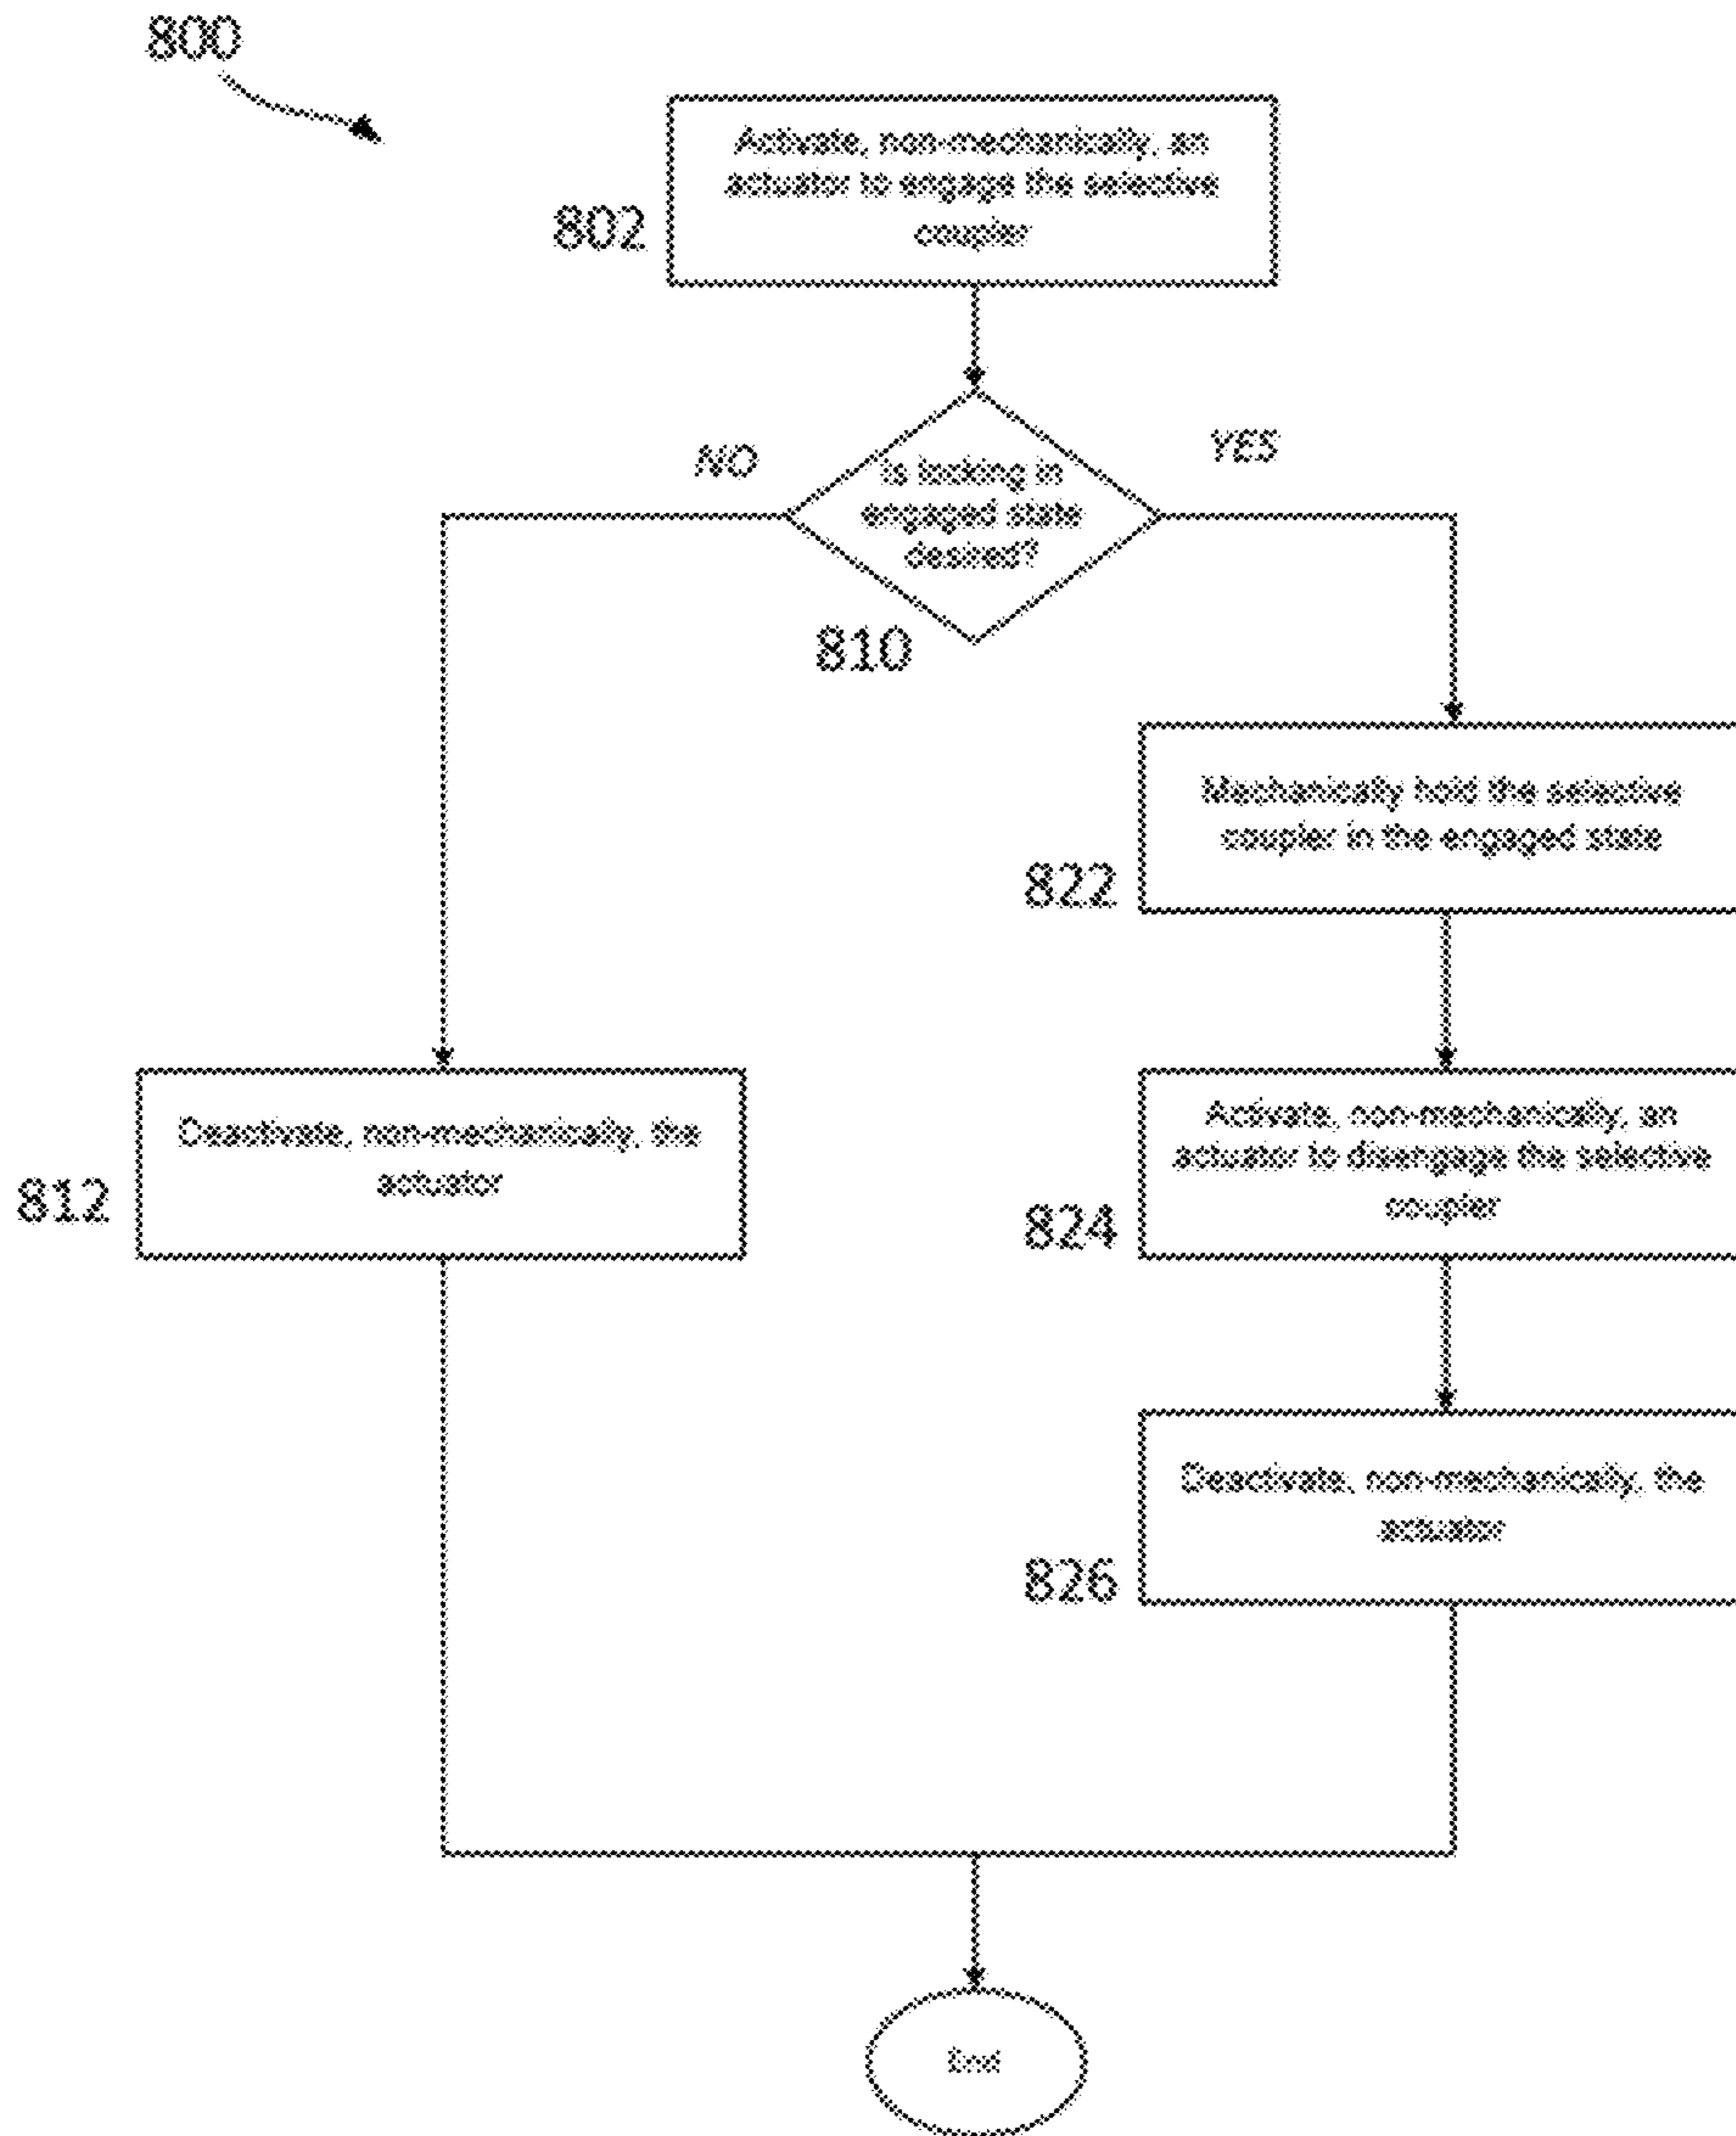 800
Activate, non-mechanically, an
actuator to engage the selective
coupler
802
NO
YES
is locking in
engaged state
desired?
810
Mechanically hold the selective
coupler in the engaged state
822
Deactivate, non-mechanically, the
actuator
812
Activate, non-mechanically, an
actuator to disengage the selective
coupler
824
Deactivate, non-mechanically, the
actuator
826
End